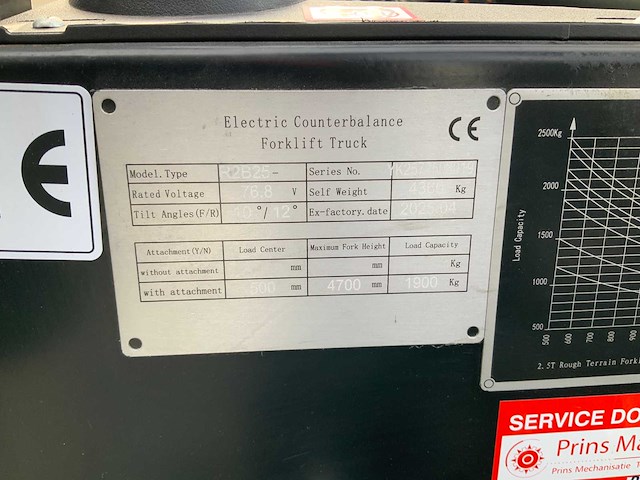 Electric Counterbalance
Forklift Truck
CE
CE
Model.Type R2B25- Series No.
Rated Voltage 76,8 V Self Weight 4300 Kg
Tilt Angles(F/R) °/12° Ex-factory.date
Attachment(Y/N) Load Center Maximum Fork Height Load Capacity
without attachment mm mm Kg
with attachment 500 mm 4700 mm 1900 Kg
2500Kg
2000
1500
1000
500
Load Capacity
500 600 700 800 900
2.5T Rough Terrain
SERVICE
Prins
Prins Mechanisatie